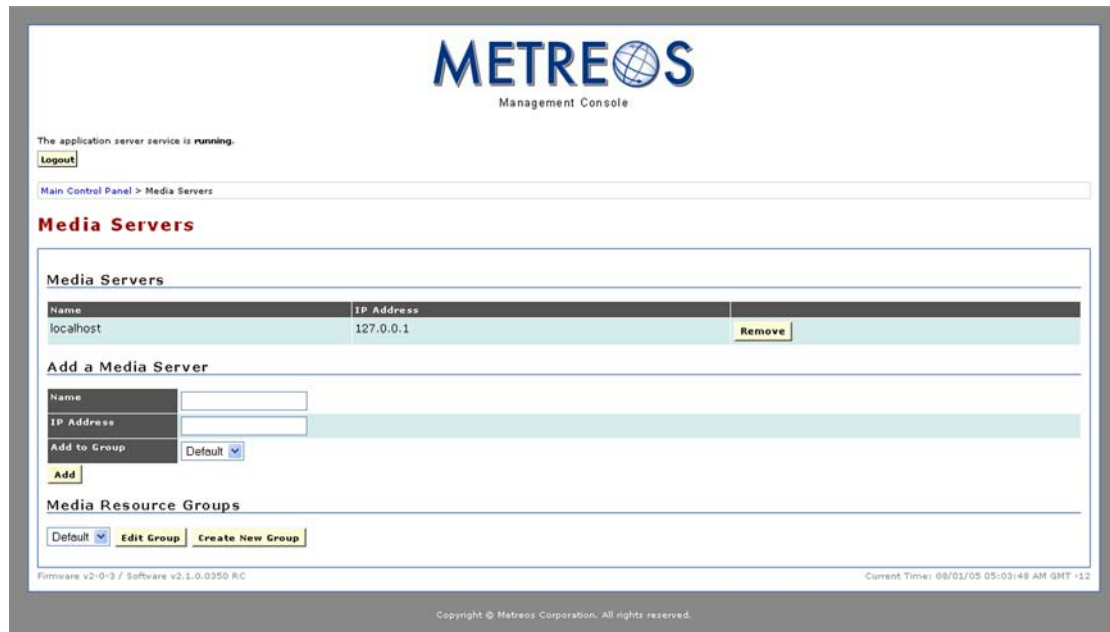 METREOS
Management Console
The application server service is running.
Logout
Main Control Panel > Media Servers
Media Servers
Media Servers
Name IP Address
localhost 127.0.0.1 Remove
Add a Media Server
Name
IP Address
Add to Group Default
Add
Media Resource Groups
Default Edit Group Create New Group
Firmware v2-0-3 / Software v2.1.0.0350 RC Current Time: 08/01/05 05:03:48 AM GMT -12
Copyright © Metreos Corporation. All rights reserved.